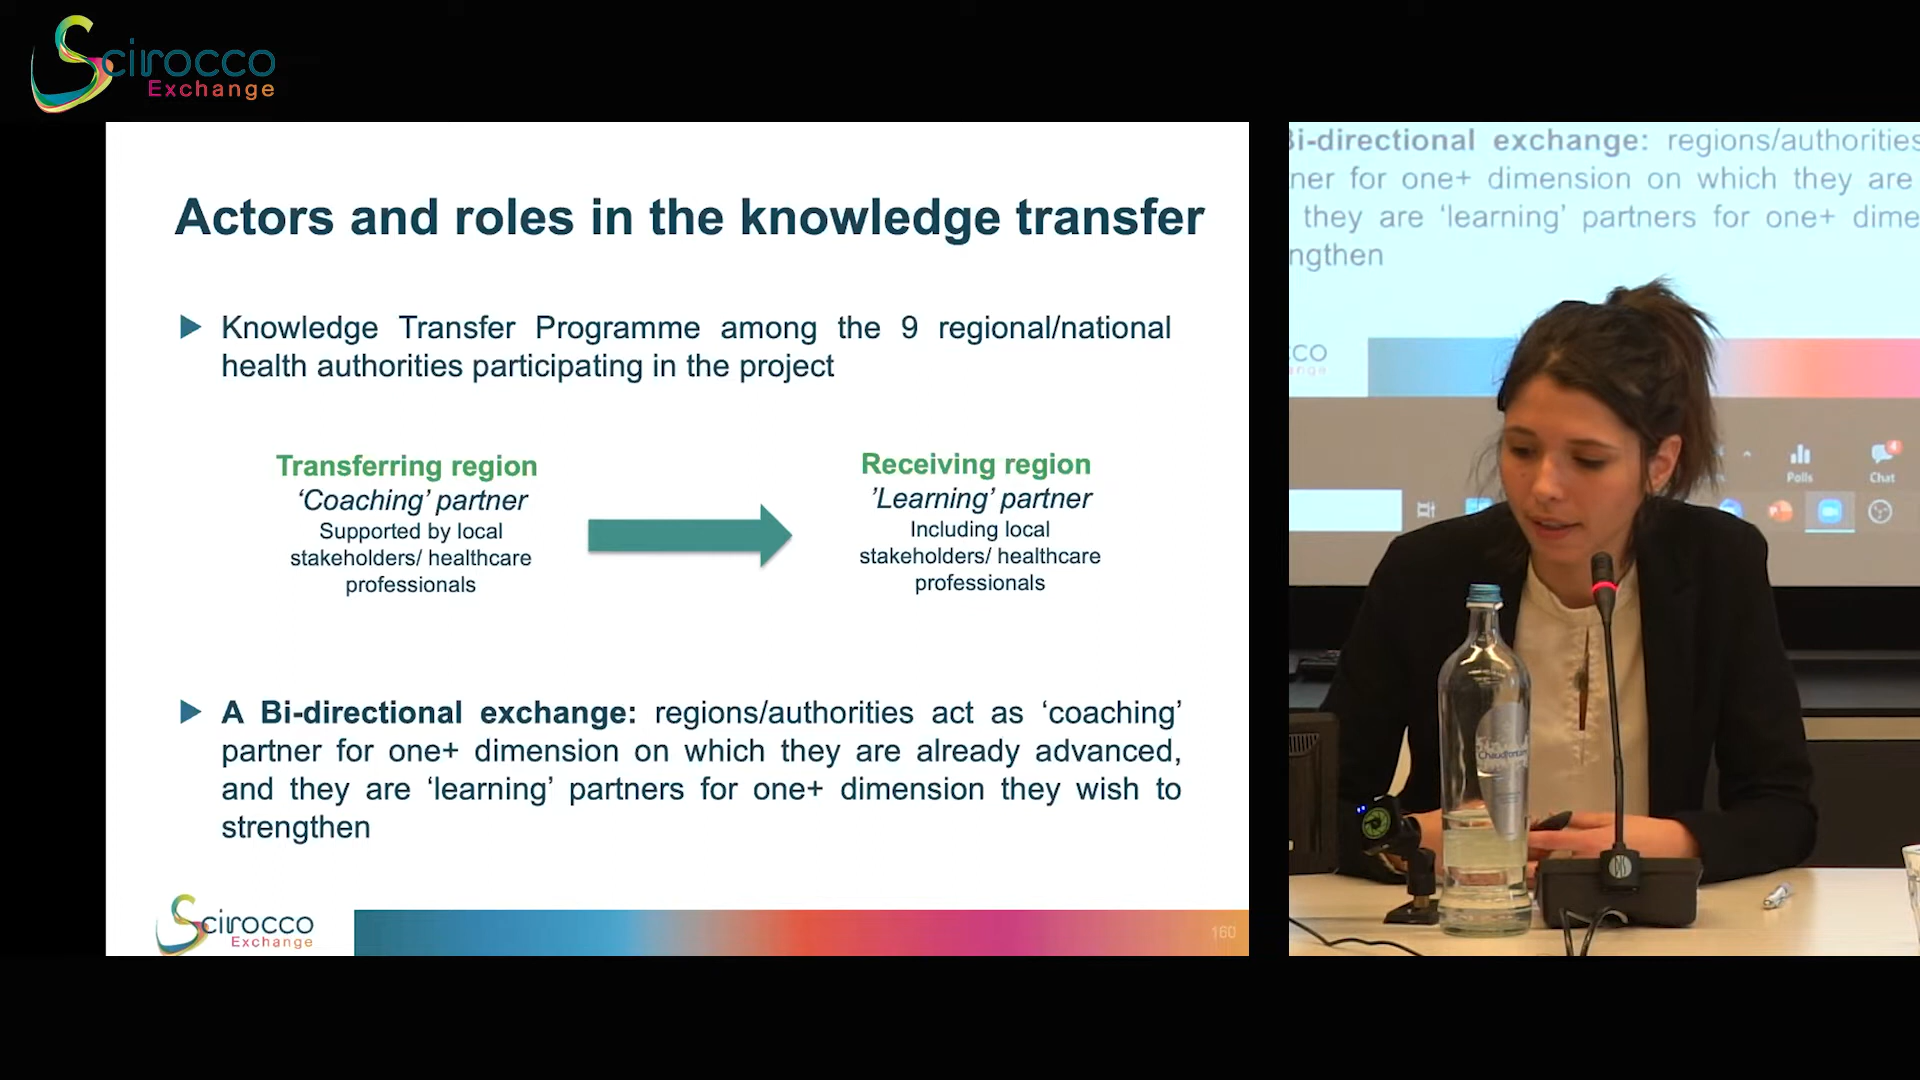 Scirocco
Exchange
Actors and roles in the knowledge transfer
Knowledge Transfer Programme among the 9 regional/national
health authorities participating in the project
Transferring region
‘Coaching’ partner
Supported by local
stakeholders/ healthcare
professionals
Receiving region
’Learning’ partner
Including local
stakeholders/ healthcare
professionals
A Bi-directional exchange: regions/authorities act as ‘coaching’
partner for one+ dimension on which they are already advanced,
and they are ‘learning’ partners for one+ dimension they wish to
strengthen
Scirocco
Exchange
160
Bi-directional exchange: regions/authorities
ner for one+ dimension on which they are
they are ‘learning’ partners for one+ dime
ngthen
cco
ange
Polls
4
Chat
Chaudfontaine